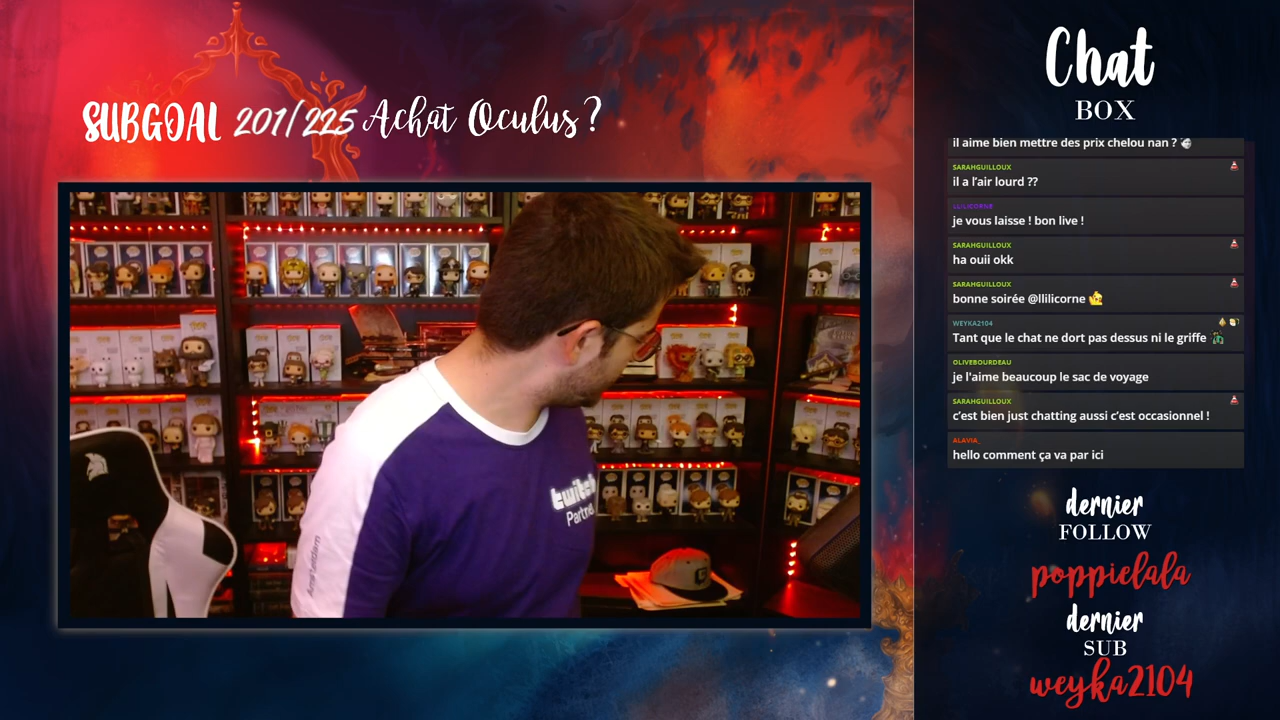 SUBGOAL 201/225 Achat Oculus ?
twitch
Partne
Amsterdam
Chat
BOX
il aime bien mettre des prix chelou nan ?
SARAHGUILLOUX
il a l'air lourd ??
LLILICORNE
je vous laisse ! bon live !
SARAHGUILLOUX
ha ouii okk
SARAHGUILLOUX
bonne soirée @llilicorne
WEYKA2104
Tant que le chat ne dort pas dessus ni le griffe
OLIVEBOURDEAU
je l'aime beaucoup le sac de voyage
SARAHGUILLOUX
c'est bien just chatting aussi c'est occasionnel !
ALAVIA_
hello comment ça va par ici
dernier
FOLLOW
poppielala
dernier
SUB
weyka2104